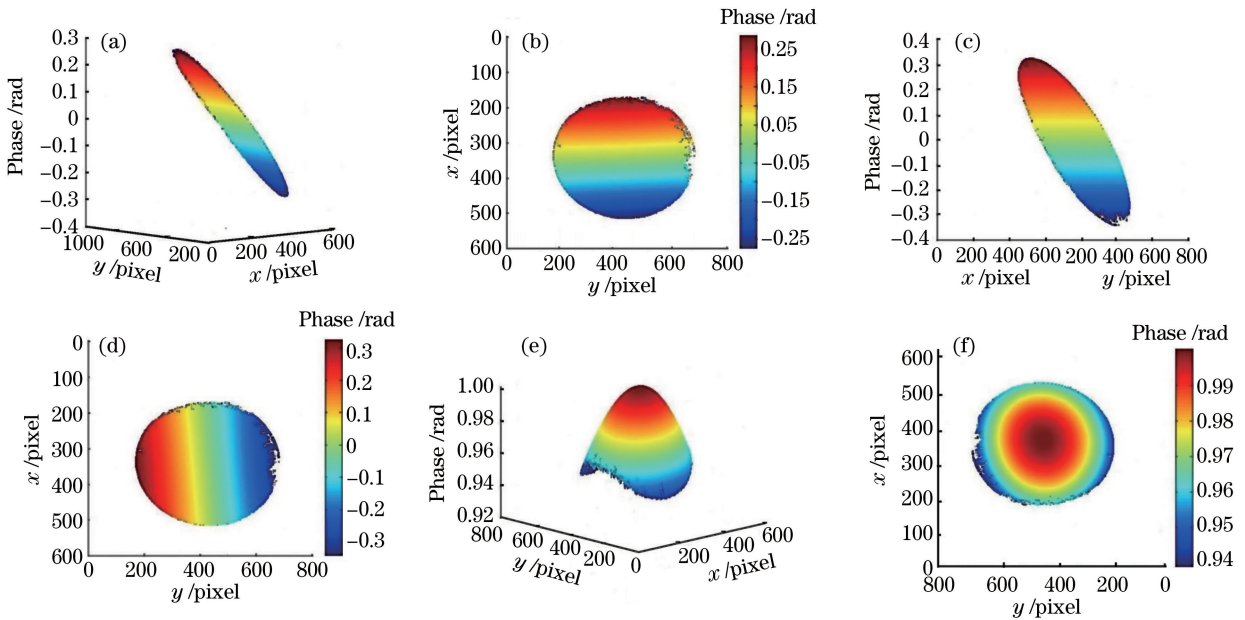 (a)
0.3
0.2
0.1
0
−0.1
−0.2
−0.3
−0.4
Phase /rad
1000 600 200 0 200 400 600
y /pixel x /pixel
Phase /rad
(b)
0
100
200
300
400
500
600
x /pixel
0 200 400 600 800
y /pixel
0.25
0.15
0.05
−0.05
−0.15
−0.25
(c)
0.4
0.3
0.2
0.1
0
−0.1
−0.2
−0.3
−0.4
Phase /rad
0 200 400 600 200 400 600 800
x /pixel y /pixel
Phase /rad
(d)
0
100
200
300
400
500
600
x /pixel
0 200 400 600 800
y /pixel
0.3
0.2
0.1
0
−0.1
−0.2
−0.3
(e)
1.00
0.98
0.96
0.94
0.92
Phase /rad
800 600 400 200 0 200 400 600
y /pixel x /pixel
Phase /rad
(f)
600
500
400
300
200
100
0
x /pixel
800 600 400 200 0
y /pixel
0.99
0.98
0.97
0.96
0.95
0.94